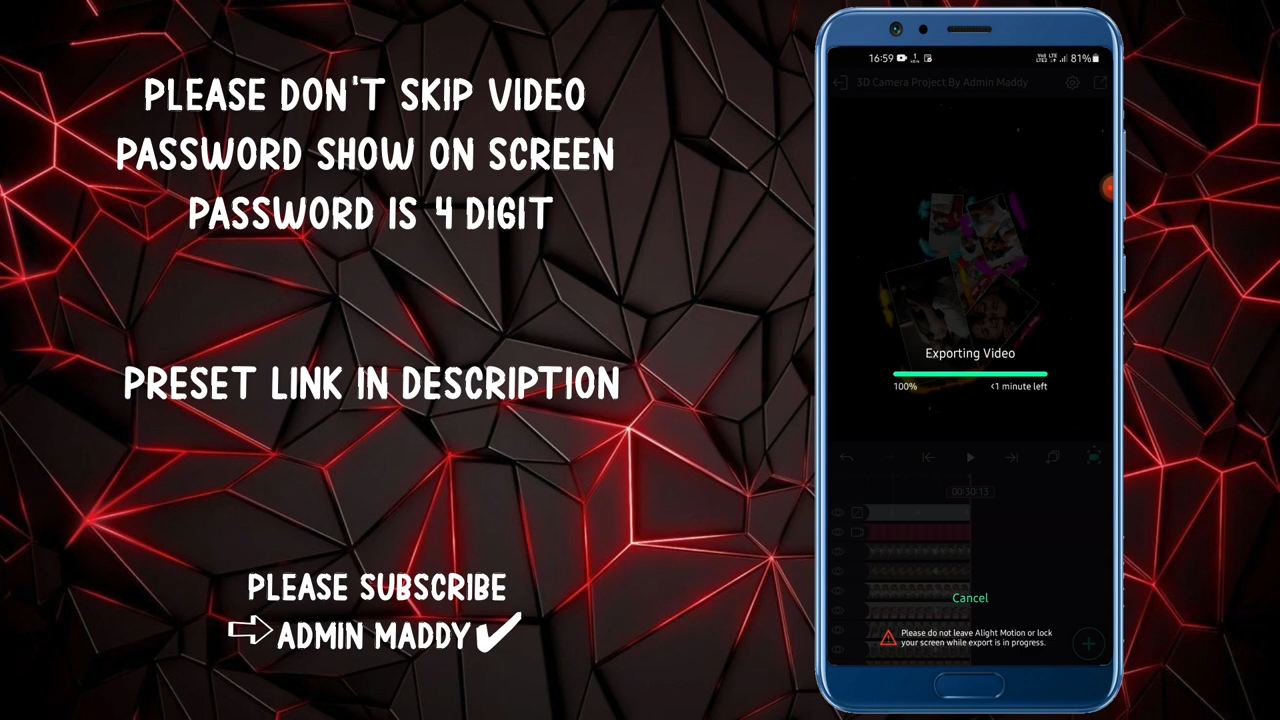 PLEASE DON'T SKIP VIDEO
PASSWORD SHOW ON SCREEN
PASSWORD IS 4 DIGIT
PRESET LINK IN DESCRIPTION
PLEASE SUBSCRIBE
ADMIN MADDY
16:59
81%
3D Camera Project By Admin Maddy
Exporting Video
100% <1 minute left
00:30:13
Cancel
Please do not leave Alight Motion or lock
your screen while export is in progress.